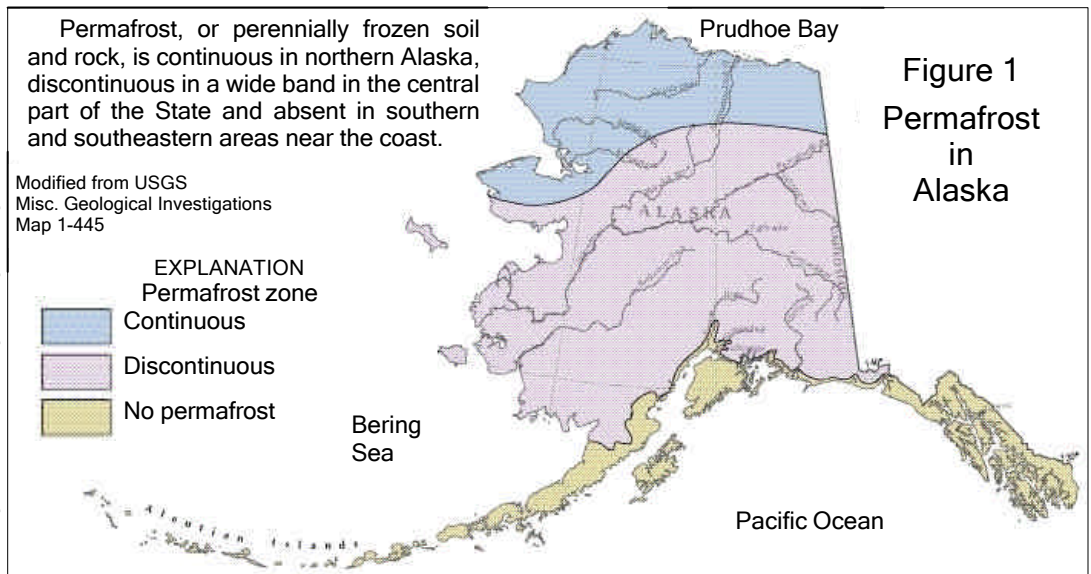 Permafrost, or perennially frozen soil
and rock, is continuous in northern Alaska,
discontinuous in a wide band in the central
part of the State and absent in southern
and southeastern areas near the coast.
Modified from USGS
Misc. Geological Investigations
Map 1-445
Prudhoe Bay
Figure 1
Permafrost
in
Alaska
ALASKA
EXPLANATION
Permafrost zone
Continuous
Discontinuous
No permafrost
Bering
Sea
Pacific Ocean
Aleutian Islands